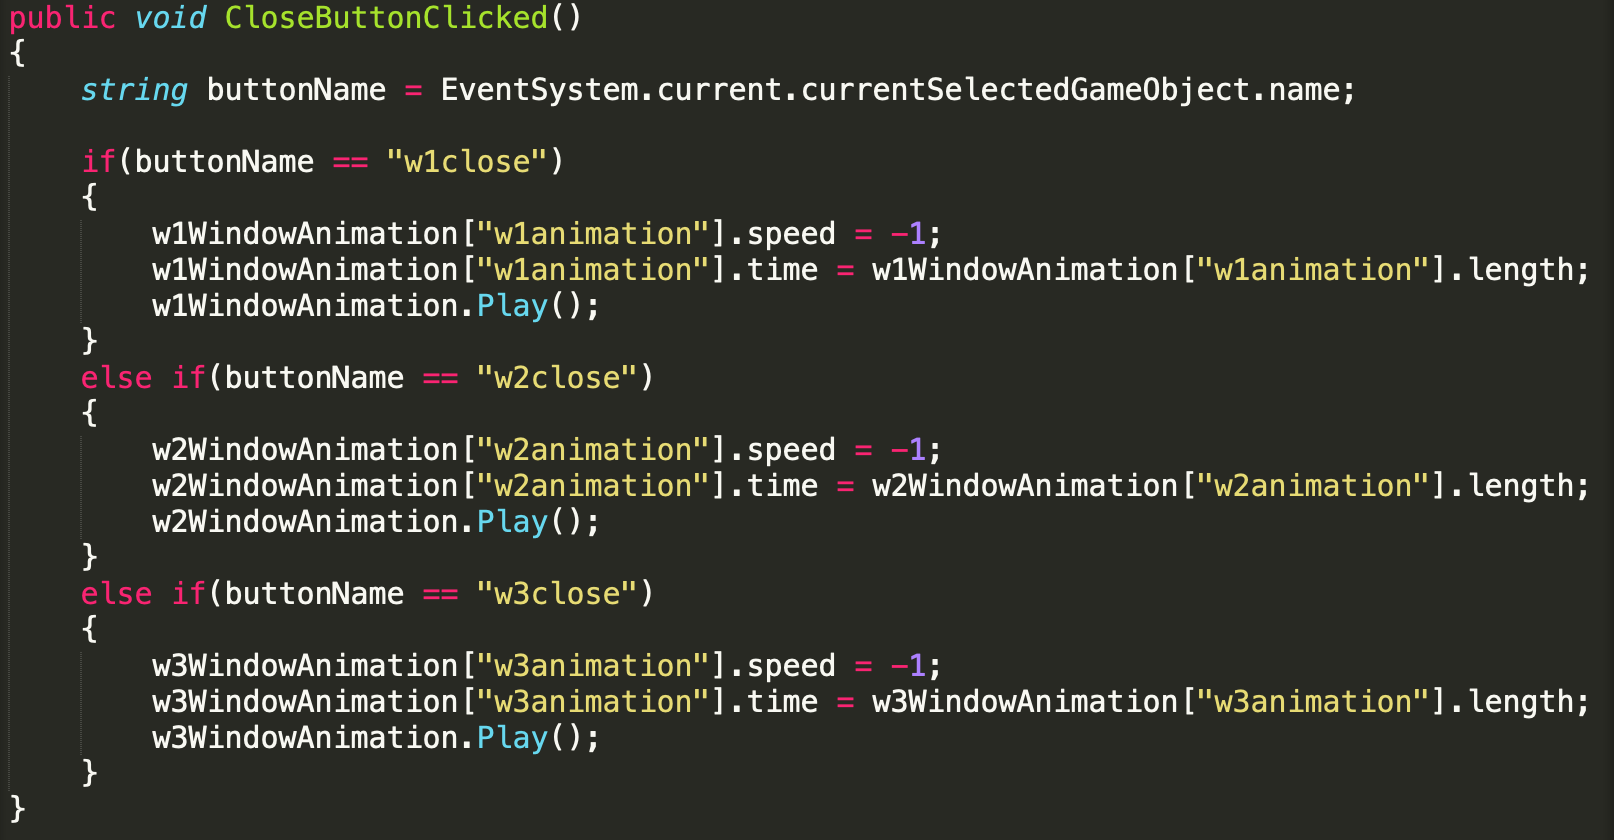 public void CloseButtonClicked()
{
    string buttonName = EventSystem.current.currentSelectedGameObject.name;

    if(buttonName == "w1close")
    {
        w1WindowAnimation["w1animation"].speed = -1;
        w1WindowAnimation["w1animation"].time = w1WindowAnimation["w1animation"].length;
        w1WindowAnimation.Play();
    }
    else if(buttonName == "w2close")
    {
        w2WindowAnimation["w2animation"].speed = -1;
        w2WindowAnimation["w2animation"].time = w2WindowAnimation["w2animation"].length;
        w2WindowAnimation.Play();
    }
    else if(buttonName == "w3close")
    {
        w3WindowAnimation["w3animation"].speed = -1;
        w3WindowAnimation["w3animation"].time = w3WindowAnimation["w3animation"].length;
        w3WindowAnimation.Play();
    }
}